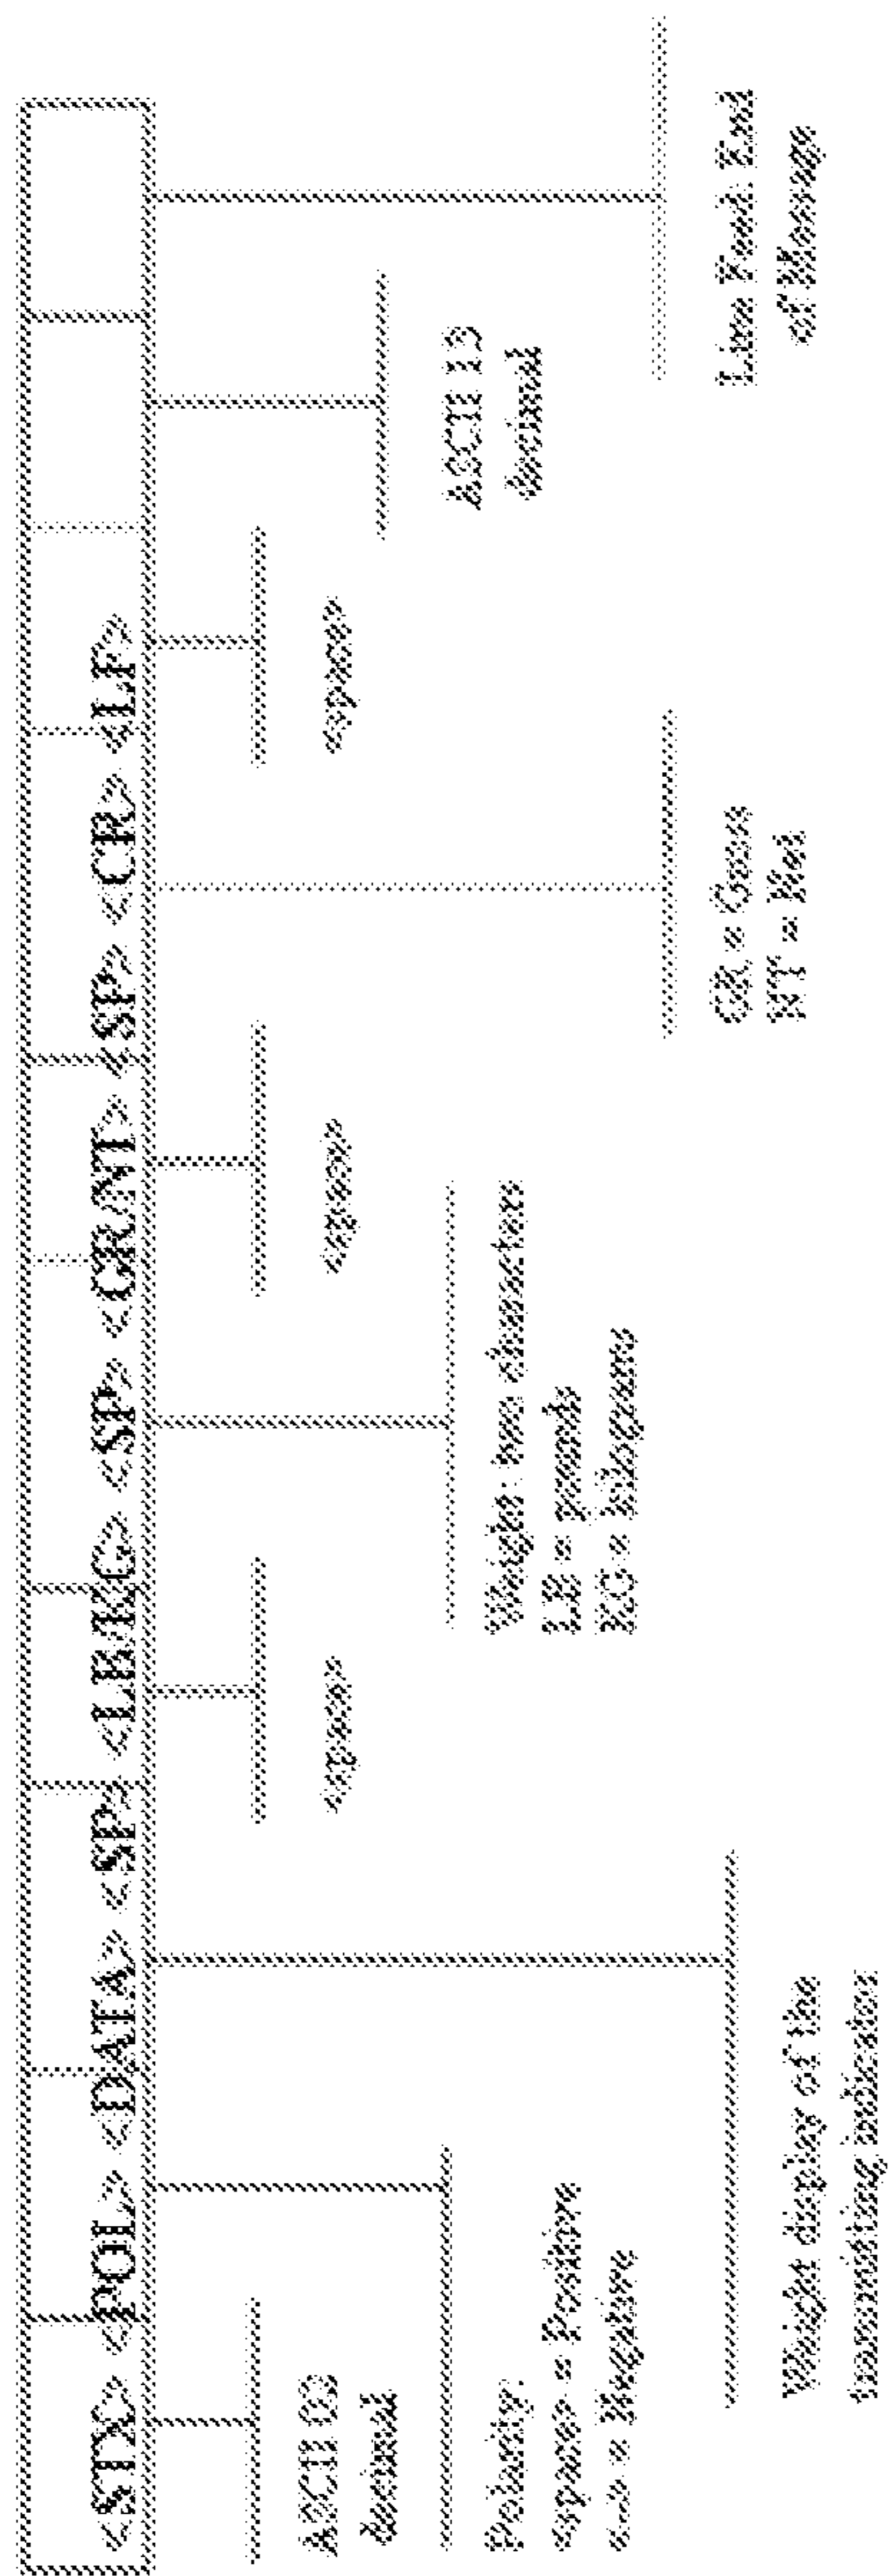 <STX> <POL> <DATA> <SP> <LB/KG> <SP> <GR/NT> <SP> <CR> <LF>
ASCII 02
decimal
Polarity:
<space> = Positive
<-> = Negative
Weight display of the
transmitting indicator
<space>
Weight: two characters
LB = pounds
KG = kilograms
<space>
GR = Gross
NT = Net
<space>
ASCII 13
decimal
Line Feed: End
of Message